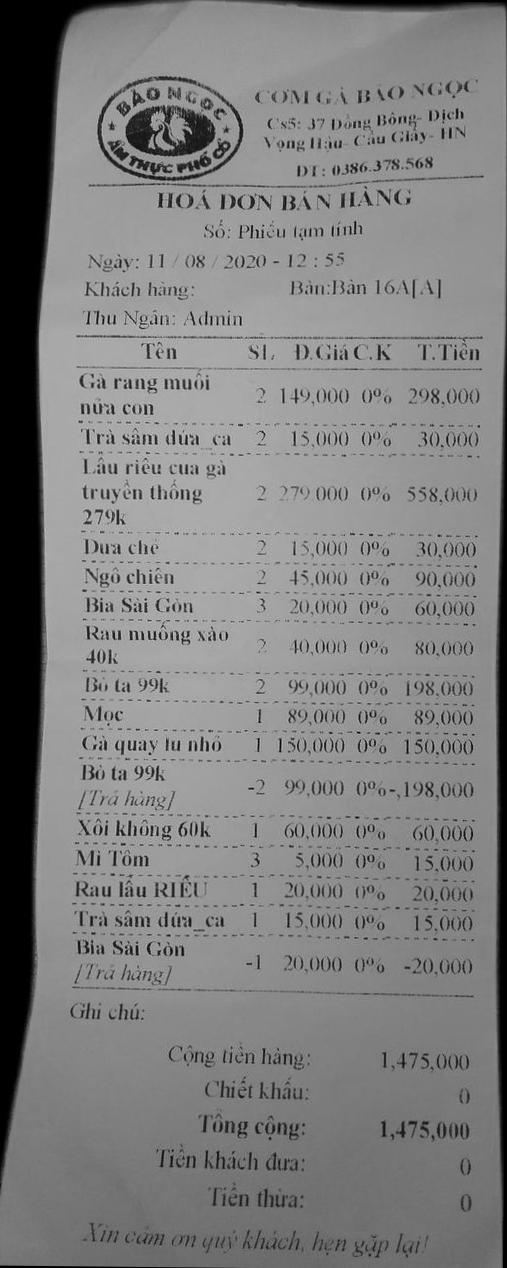 BẢO NGỌC
ẨM THỰC PHỐ CỔ
CƠM GÀ BẢO NGỌC
Cs5: 37 Dông Bông- Dịch
Vọng Hậu- Cầu Giấy- HN
ĐT: 0386.378.568
HOÁ ĐƠN BÁN HÀNG
Số: Phiếu tạm tính
Ngày: 11 / 08 / 2020 - 12 : 55
Khách hàng: Bàn:Bàn 16A[A]
Thu Ngân: Admin
Tên SL Đ.Giá C.K T.Tiền
Gà rang muối
nửa con 2 149,000 0% 298,000
Trà sâm dứa_ca 2 15,000 0% 30,000
Lẩu riêu cua gà
truyền thống 2 279,000 0% 558,000
279k
Dưa chẻ 2 15,000 0% 30,000
Ngô chiên 2 45,000 0% 90,000
Bia Sài Gòn 3 20,000 0% 60,000
Rau muống xào
40k 2 40,000 0% 80,000
Bò ta 99k 2 99,000 0% 198,000
Mọc 1 89,000 0% 89,000
Gà quay lu nhỏ 1 150,000 0% 150,000
Bò ta 99k
[Trả hàng] -2 99,000 0% -,198,000
Xôi không 60k 1 60,000 0% 60,000
Mì Tôm 3 5,000 0% 15,000
Rau lẩu RIÊU 1 20,000 0% 20,000
Trà sâm dứa_ca 1 15,000 0% 15,000
Bia Sài Gòn
[Trả hàng] -1 20,000 0% -20,000
Ghi chú:
Cộng tiền hàng: 1,475,000
Chiết khấu: 0
Tổng cộng: 1,475,000
Tiền khách đưa: 0
Tiền thừa: 0
Xin cảm ơn quý khách, hẹn gặp lại!